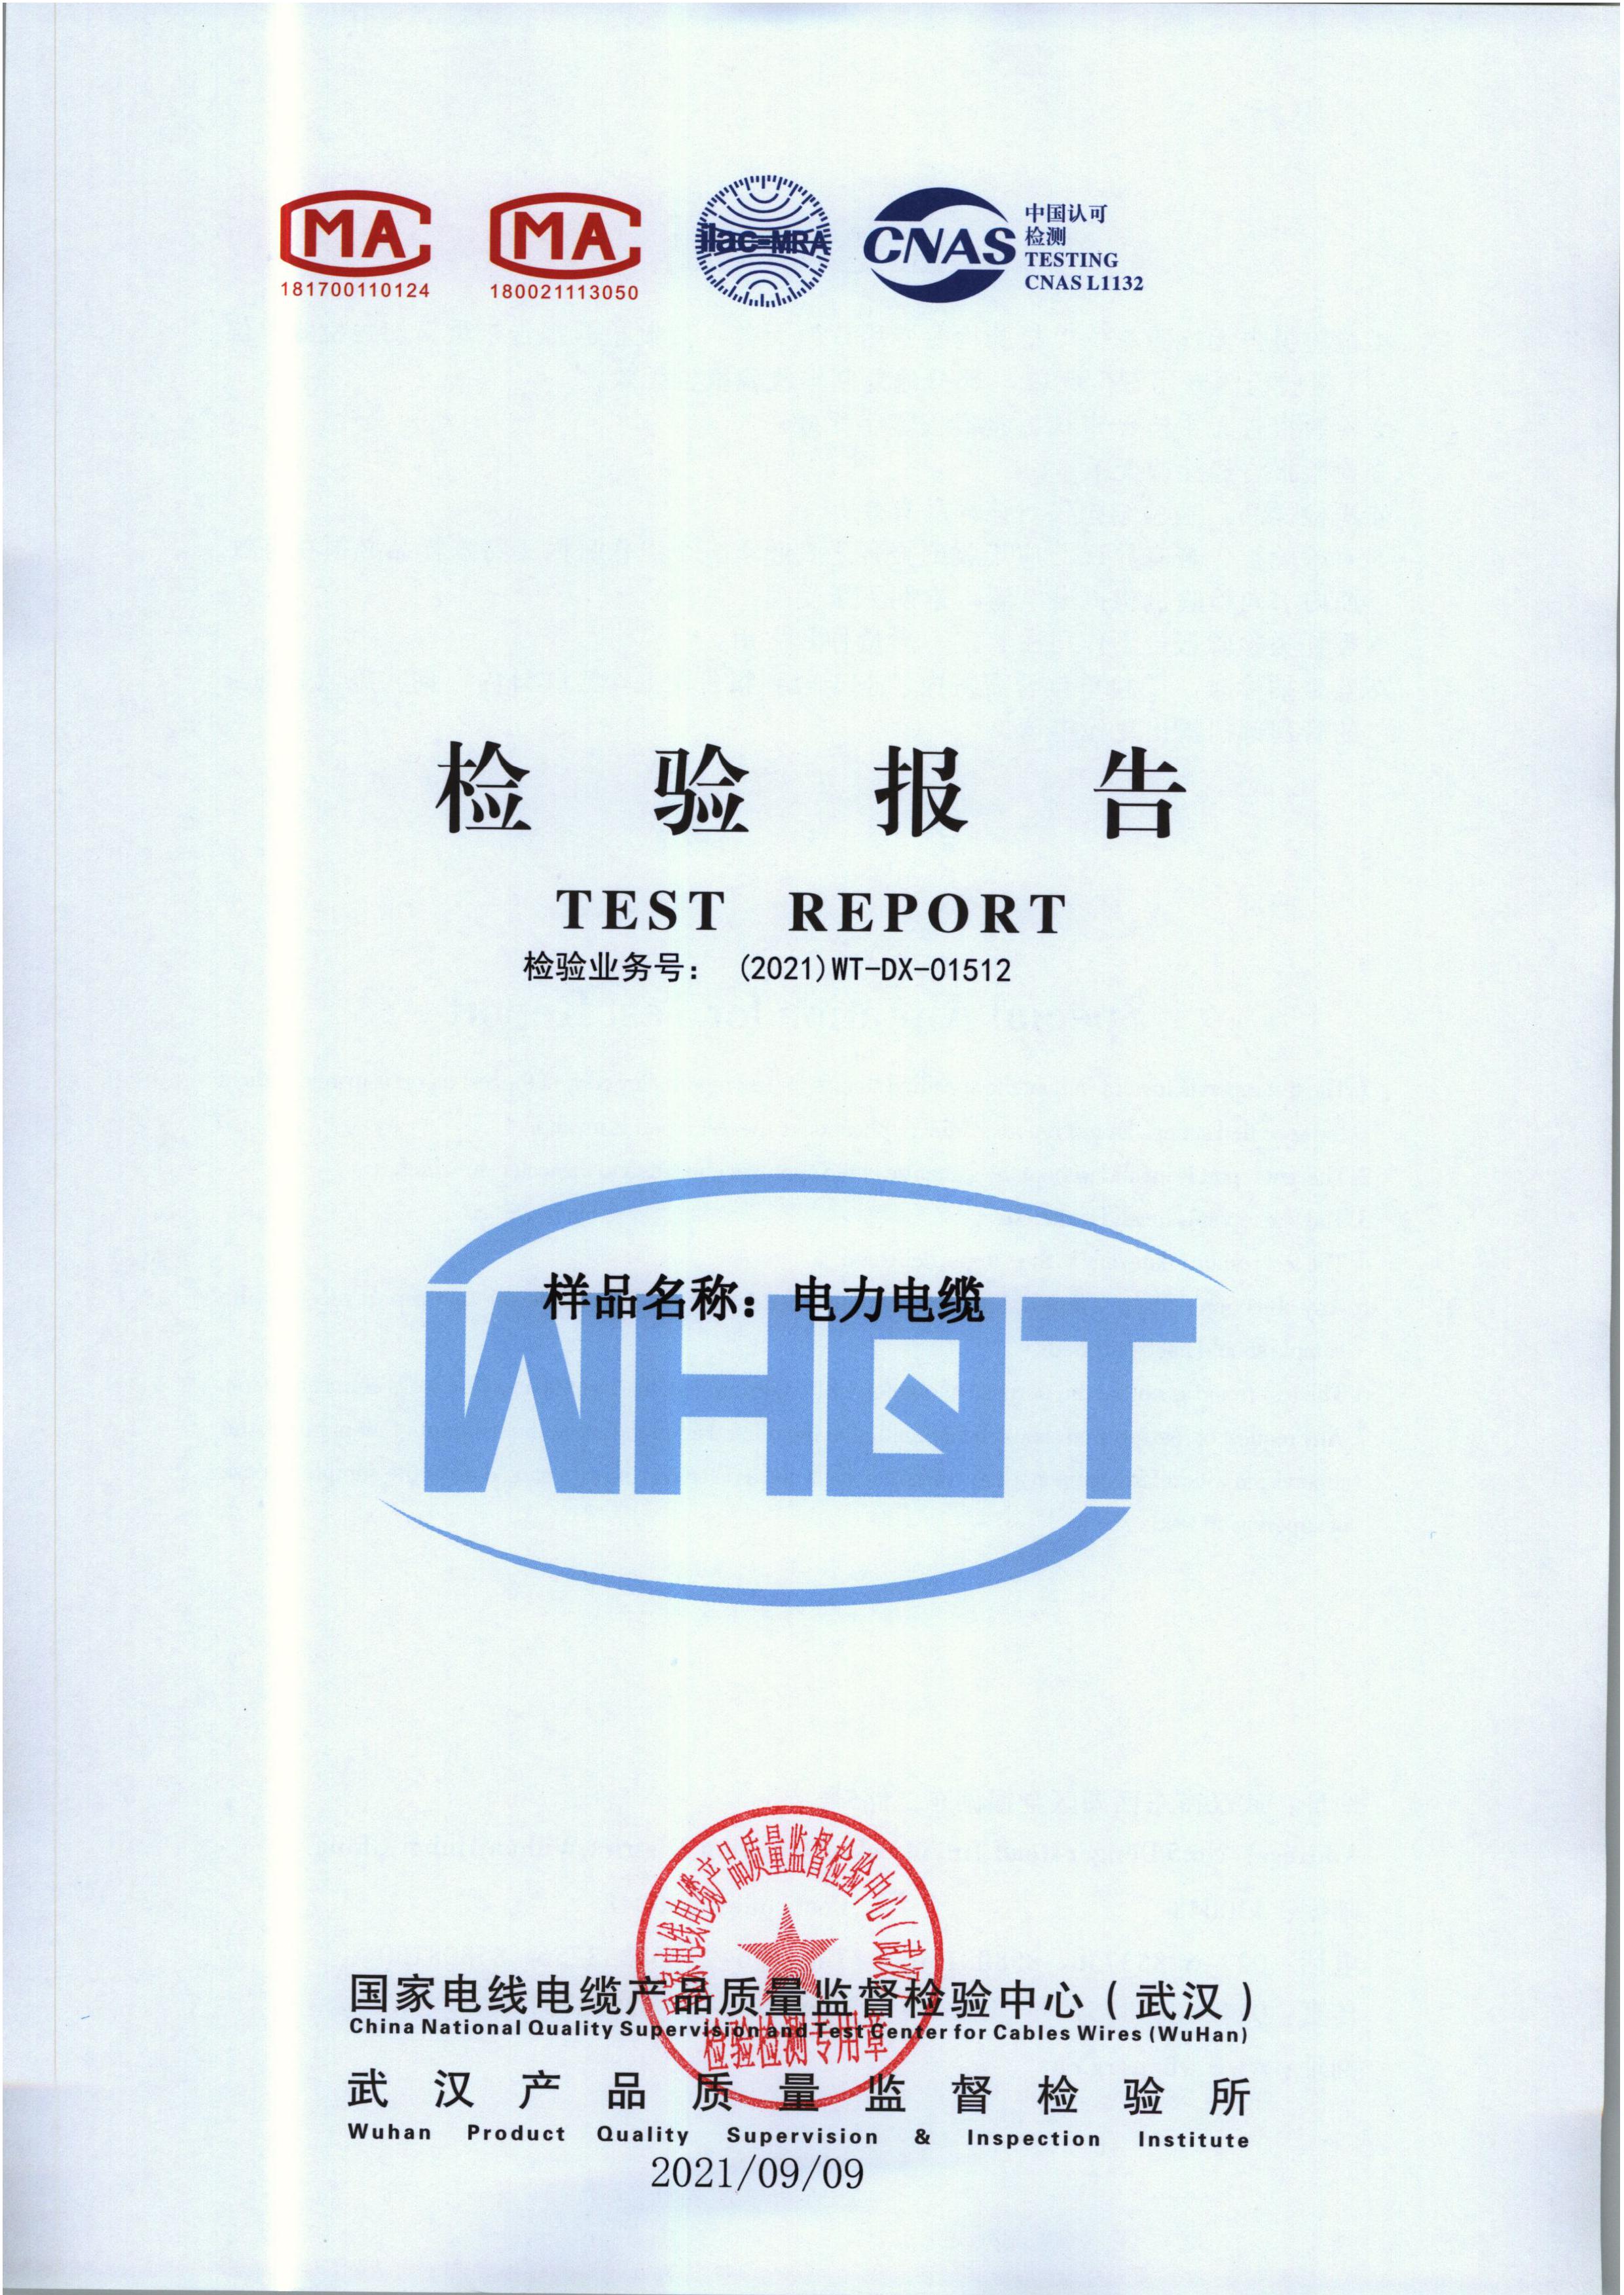 MA
181700110124
MA
180021113050
ilac-MRA
CNAS
中国认可
检测
TESTING
CNAS L1132
检验报告
TEST REPORT
检验业务号： (2021)WT-DX-01512
样品名称：电力电缆
WHQT
国家电线电缆产品质量监督检验中心（武汉）
检验检测专用章
国家电线电缆产品质量监督检验中心（武汉）
China National Quality Supervision and Test Center for Cables Wires (WuHan)
武汉产品质量监督检验所
Wuhan Product Quality Supervision & Inspection Institute
2021/09/09